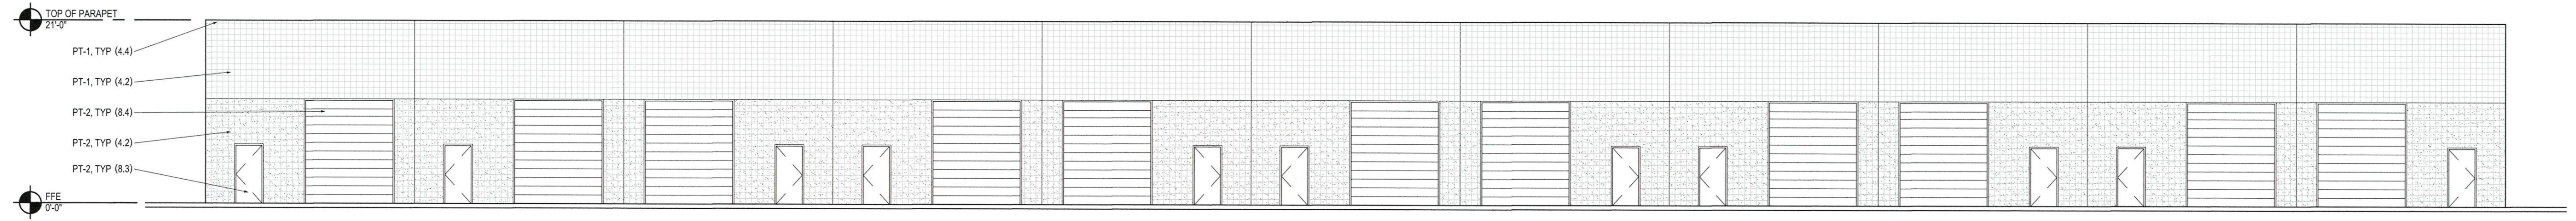 TOP OF PARAPET
21'-0"
PT-1, TYP (4.4)
PT-1, TYP (4.2)
PT-2, TYP (8.4)
PT-2, TYP (4.2)
PT-2, TYP (8.3)
FFE
0'-0"